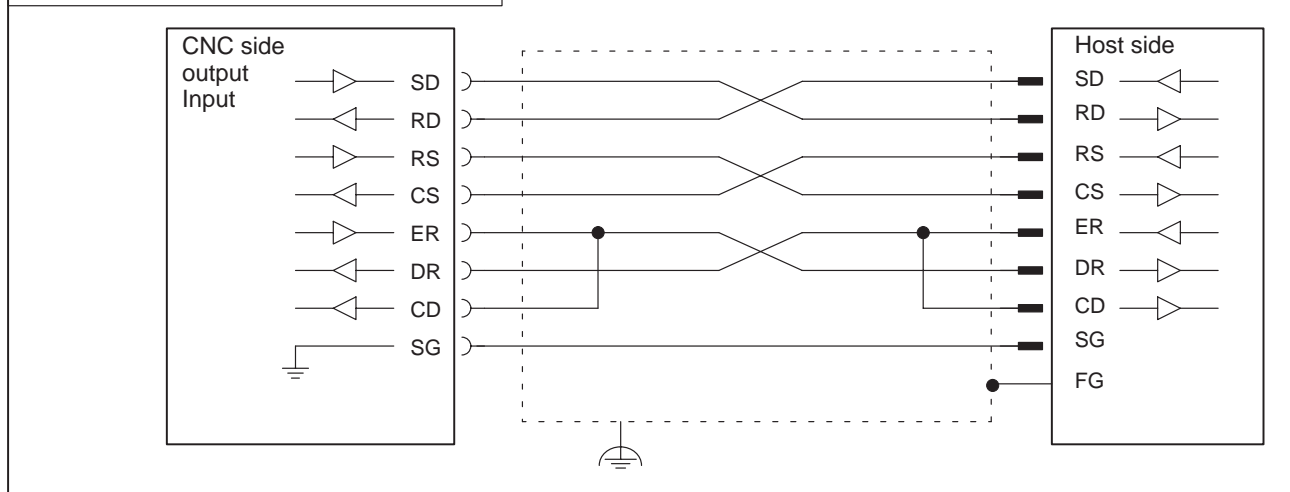 CNC side
output
Input
SD
RD
RS
CS
ER
DR
CD
SG
Host side
SD
RD
RS
CS
ER
DR
CD
SG
FG